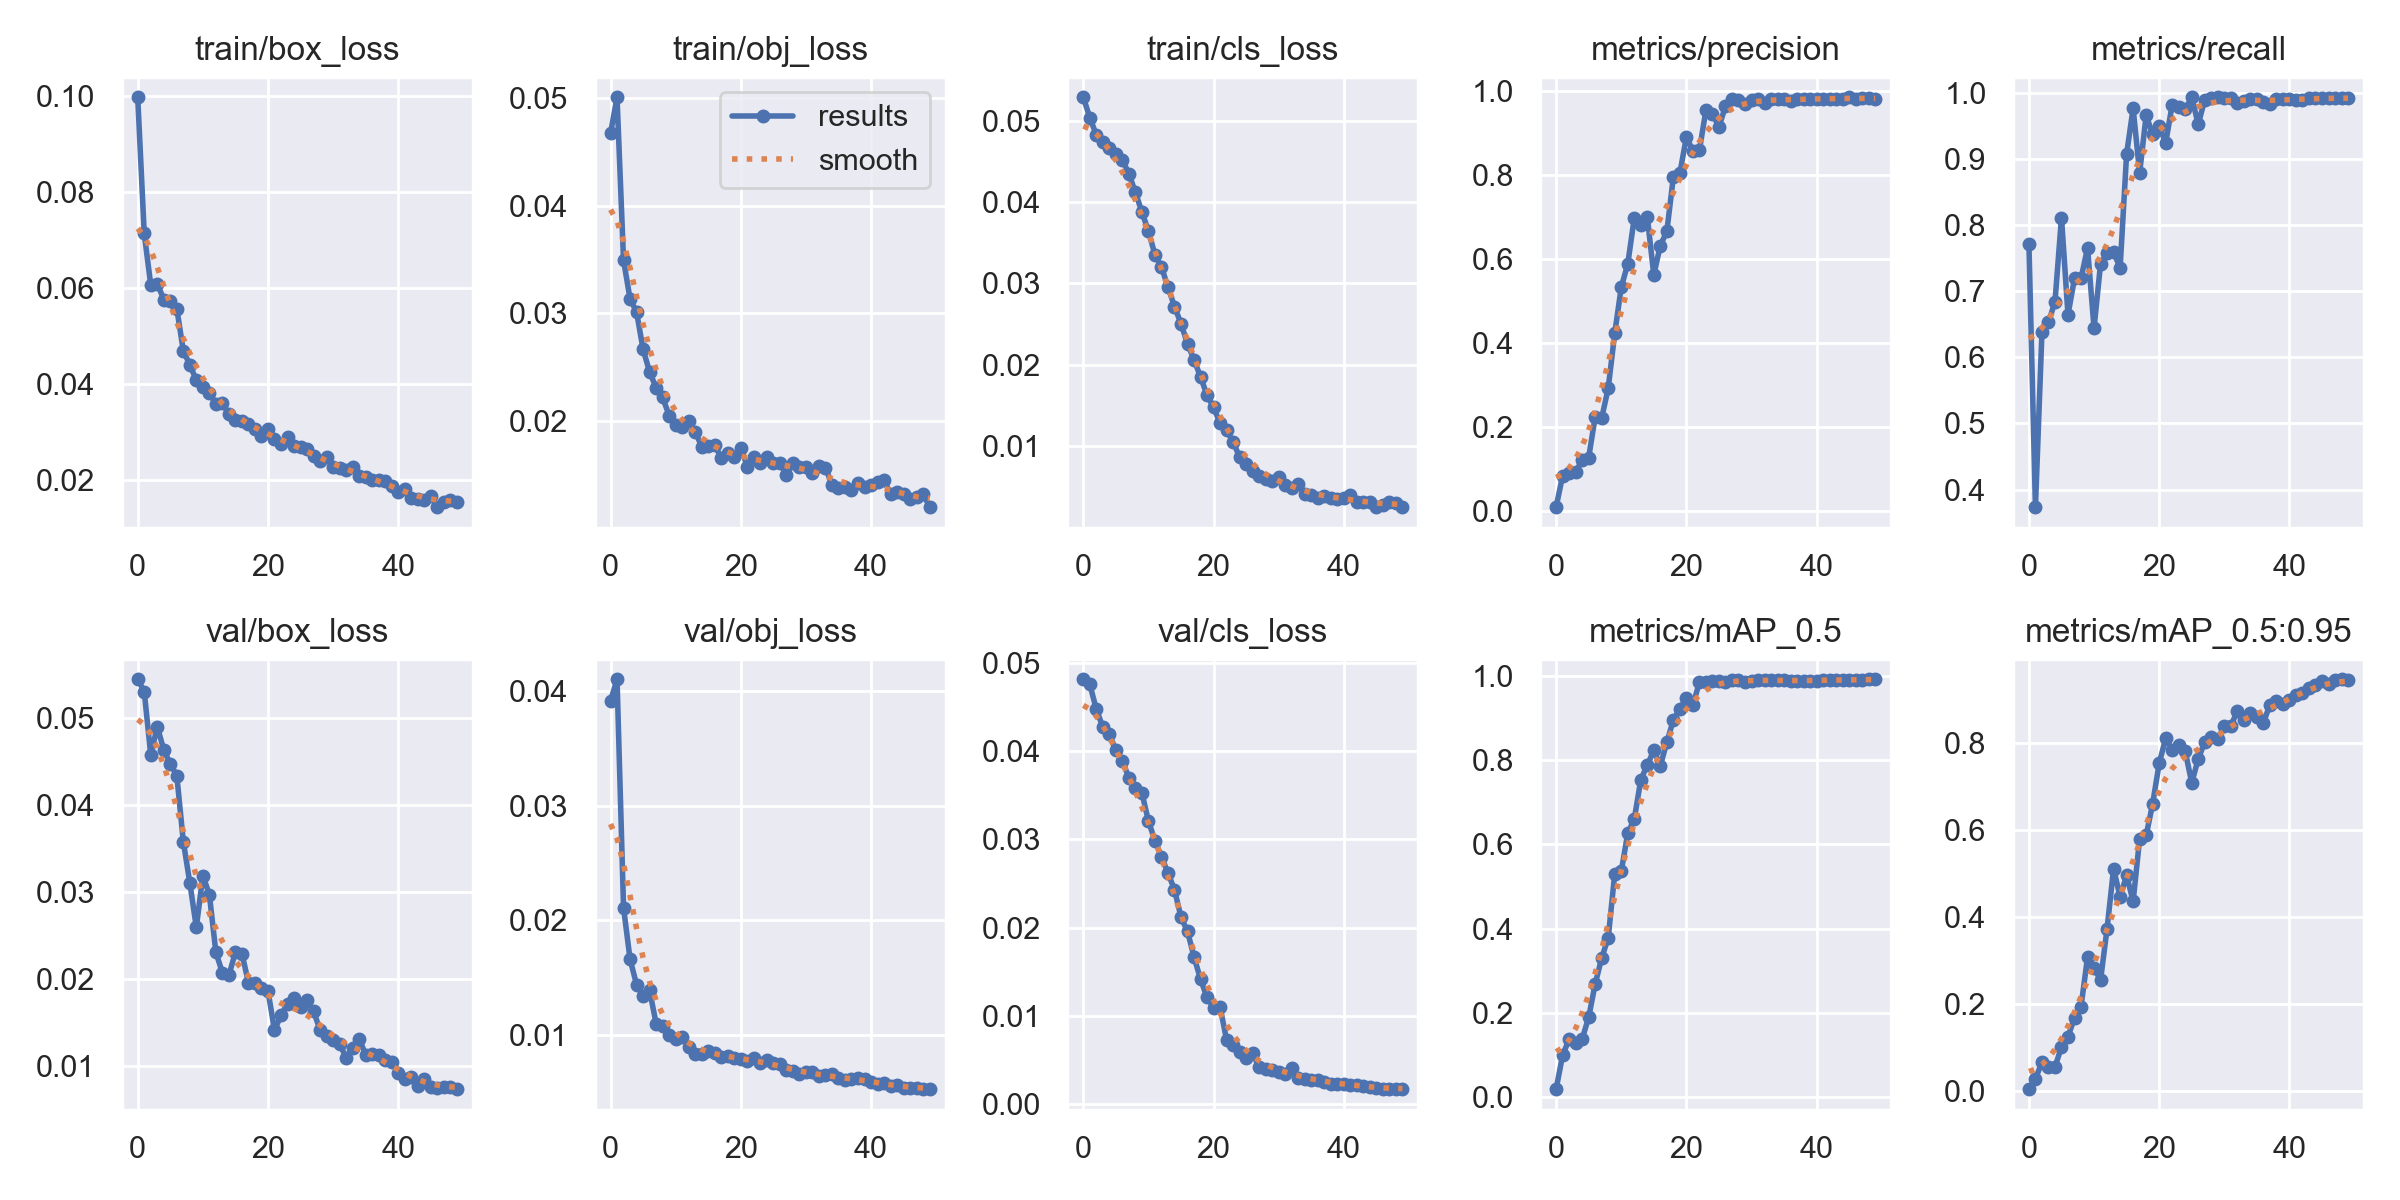 train/box_loss
0.10
0.08
0.06
0.04
0.02
0 20 40
train/obj_loss
results
smooth
0.05
0.04
0.03
0.02
0 20 40
train/cls_loss
0.05
0.04
0.03
0.02
0.01
0 20 40
metrics/precision
1.0
0.8
0.6
0.4
0.2
0.0
0 20 40
metrics/recall
1.0
0.9
0.8
0.7
0.6
0.5
0.4
0 20 40
val/box_loss
0.05
0.04
0.03
0.02
0.01
0 20 40
val/obj_loss
0.04
0.03
0.02
0.01
0 20 40
val/cls_loss
0.05
0.04
0.03
0.02
0.01
0.00
0 20 40
metrics/mAP_0.5
1.0
0.8
0.6
0.4
0.2
0.0
0 20 40
metrics/mAP_0.5:0.95
0.8
0.6
0.4
0.2
0.0
0 20 40